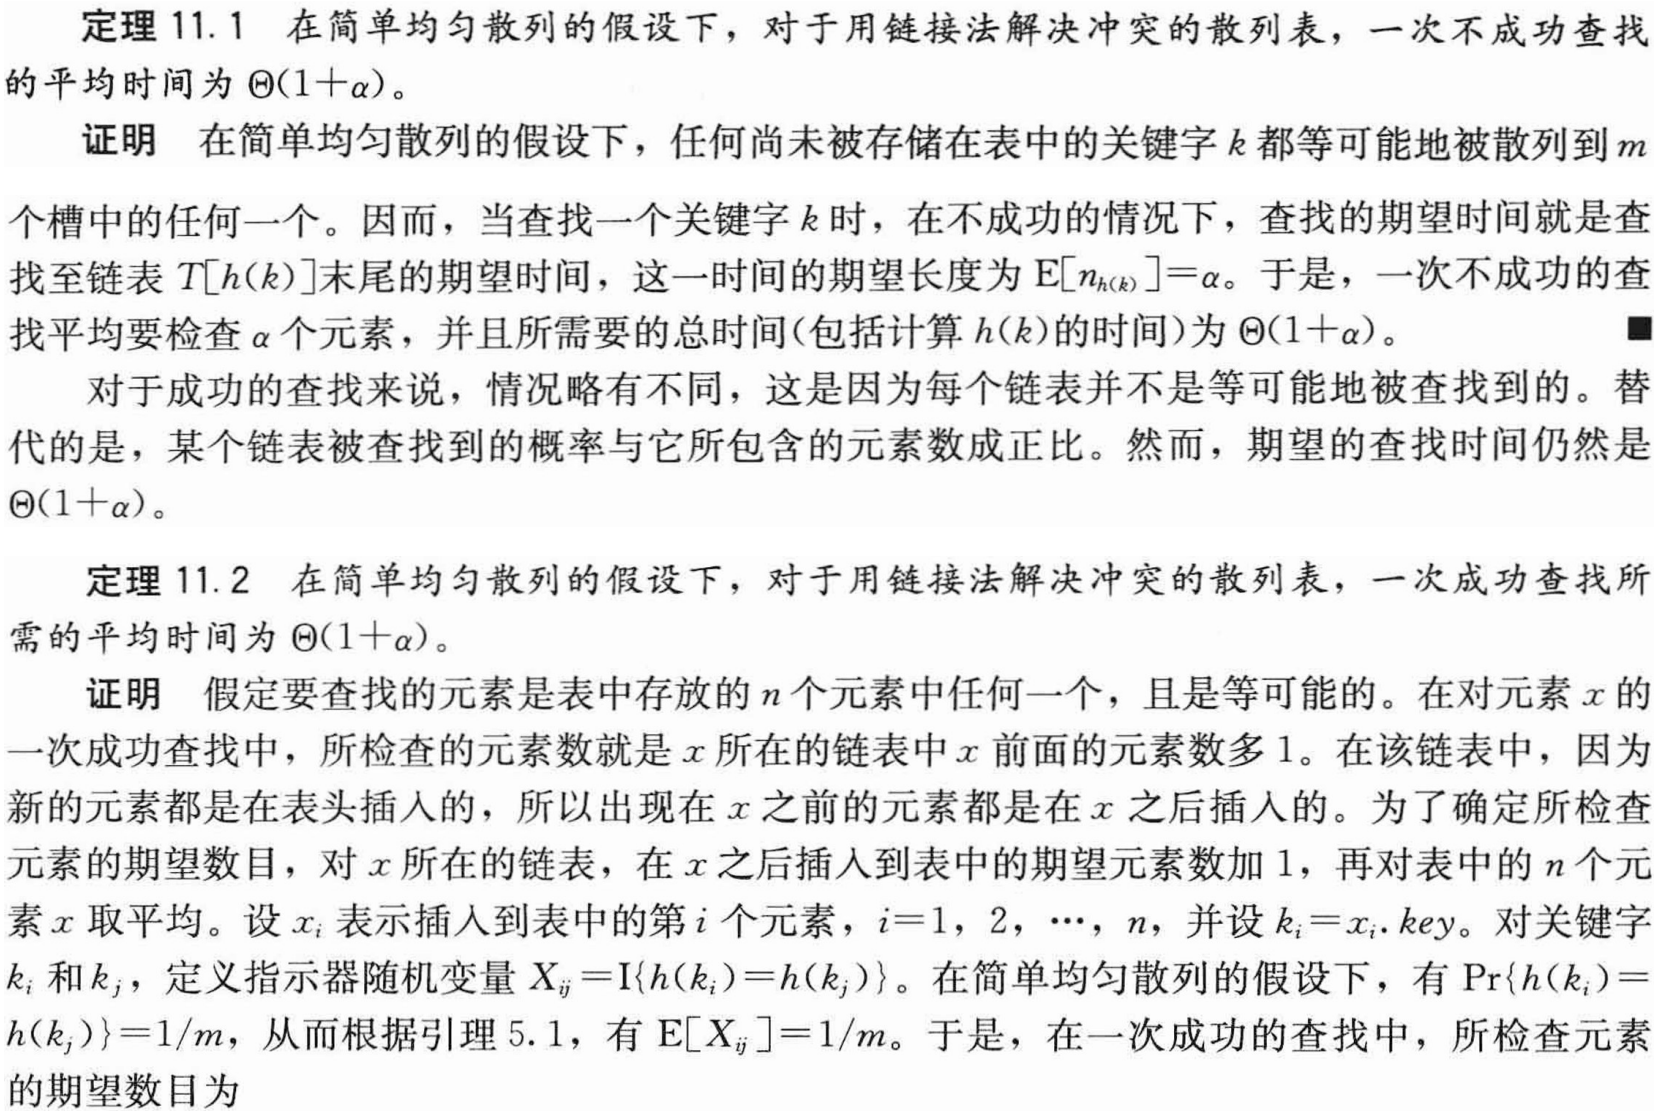 定理 11.1 在简单均匀散列的假设下，对于用链接法解决冲突的散列表，一次不成功查找
的平均时间为 Θ(1+α)。
证明 在简单均匀散列的假设下，任何尚未被存储在表中的关键字 k 都等可能地被散列到 m
个槽中的任何一个。因而，当查找一个关键字 k 时，在不成功的情况下，查找的期望时间就是查
找至链表 T[h(k)]末尾的期望时间，这一时间的期望长度为 E[n_{h(k)}]=α。于是，一次不成功的查
找平均要检查 α 个元素，并且所需要的总时间(包括计算 h(k)的时间)为 Θ(1+α)。 ■
对于成功的查找来说，情况略有不同，这是因为每个链表并不是等可能地被查找到的。替
代的是，某个链表被查找到的概率与它所包含的元素数成正比。然而，期望的查找时间仍然是
Θ(1+α)。
定理 11.2 在简单均匀散列的假设下，对于用链接法解决冲突的散列表，一次成功查找所
需的平均时间为 Θ(1+α)。
证明 假定要查找的元素是表中存放的 n 个元素中任何一个，且是等可能的。在对元素 x 的
一次成功查找中，所检查的元素数就是 x 所在的链表中 x 前面的元素数多 1。在该链表中，因为
新的元素都是在表头插入的，所以出现在 x 之前的元素都是在 x 之后插入的。为了确定所检查
元素的期望数目，对 x 所在的链表，在 x 之后插入到表中的期望元素数加 1，再对表中的 n 个元
素 x 取平均。设 x_i 表示插入到表中的第 i 个元素，i=1，2，…，n，并设 k_i=x_i.key。对关键字
k_i 和 k_j，定义指示器随机变量 X_{ij}=I{h(k_i)=h(k_j)}。在简单均匀散列的假设下，有 Pr{h(k_i)=
h(k_j)}=1/m，从而根据引理 5.1，有 E[X_{ij}]=1/m。于是，在一次成功的查找中，所检查元素
的期望数目为